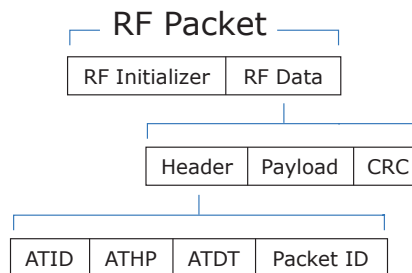 RF Packet
RF Initializer RF Data
Header Payload CRC
ATID ATHP ATDT Packet ID